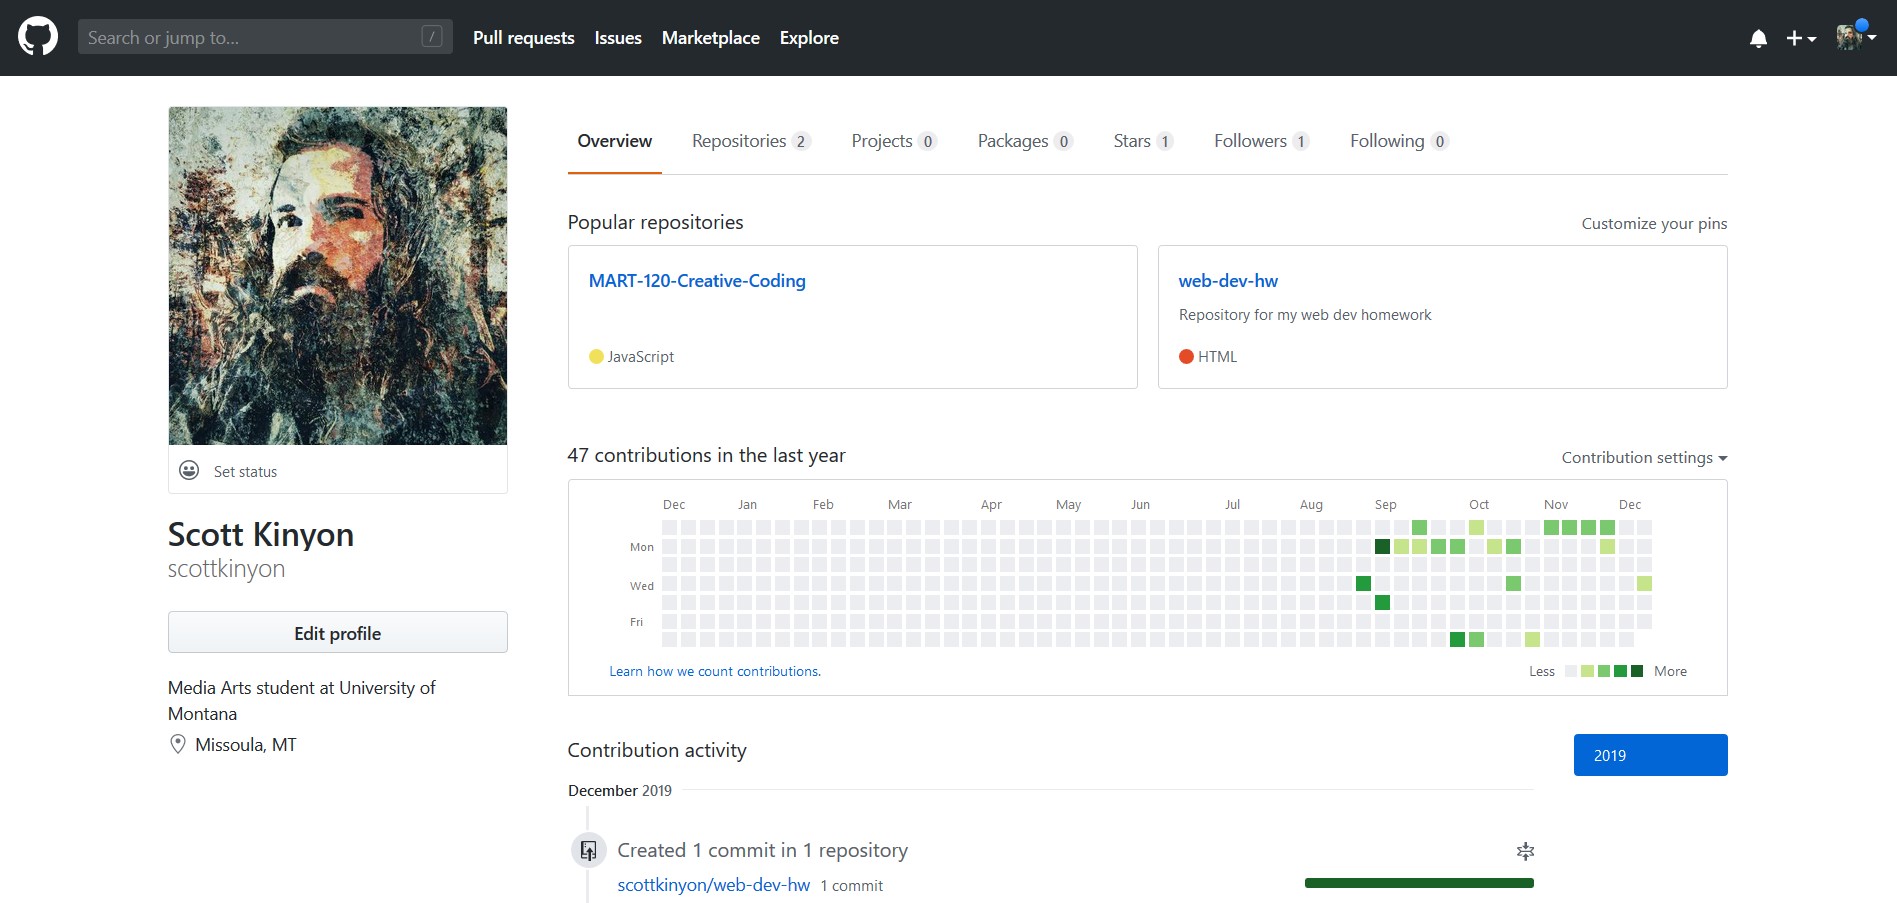 Search or jump to...
/
Pull requests Issues Marketplace Explore
Overview Repositories 2 Projects 0 Packages 0 Stars 1 Followers 1 Following 0
Popular repositories
Customize your pins
MART-120-Creative-Coding
JavaScript
web-dev-hw
Repository for my web dev homework
HTML
Set status
Scott Kinyon
scottkinyon
Edit profile
Media Arts student at University of
Montana
Missoula, MT
47 contributions in the last year
Contribution settings
Dec Jan Feb Mar Apr May Jun Jul Aug Sep Oct Nov Dec
Mon
Wed
Fri
Learn how we count contributions.
Less More
Contribution activity
2019
December 2019
Created 1 commit in 1 repository
scottkinyon/web-dev-hw 1 commit